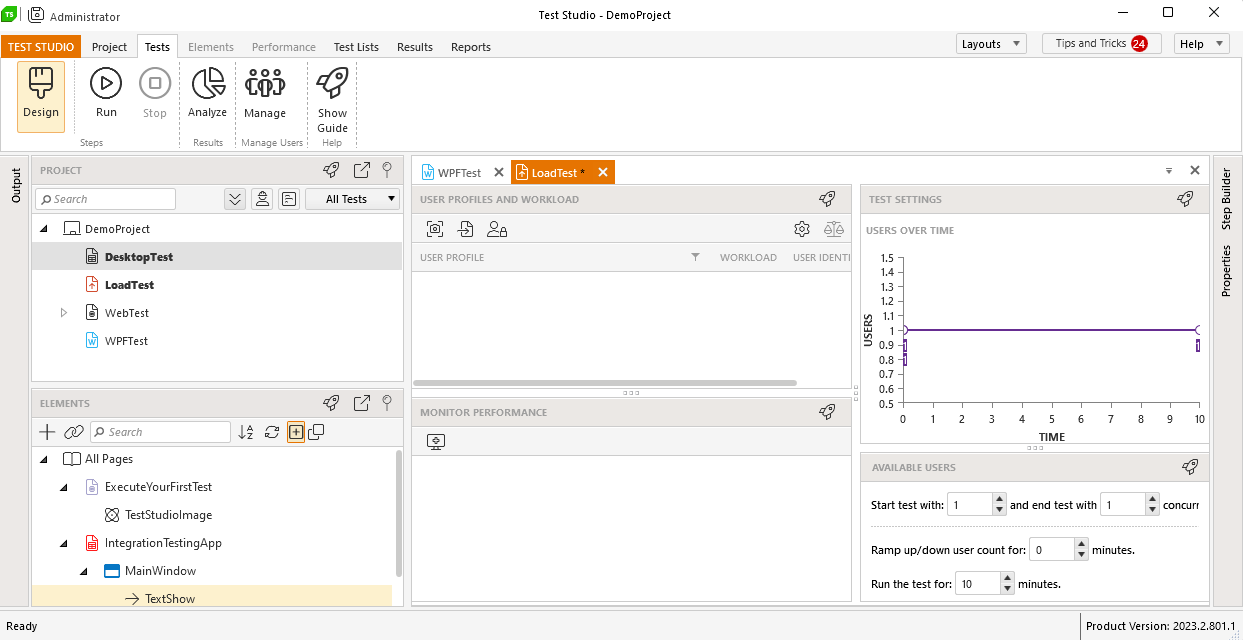 TS Administrator
Test Studio - DemoProject
TEST STUDIO Project Tests Elements Performance Test Lists Results Reports
Layouts Tips and Tricks 24 Help
Design Run Stop Analyze Manage Show Guide
Steps Results Manage Users Help
Output
PROJECT
Search All Tests
DemoProject
DesktopTest
LoadTest
WebTest
WPFTest
ELEMENTS
Search
All Pages
ExecuteYourFirstTest
TestStudioImage
IntegrationTestingApp
MainWindow
TextShow
WPFTest LoadTest *
USER PROFILES AND WORKLOAD
USER PROFILE WORKLOAD USER IDENTI
MONITOR PERFORMANCE
TEST SETTINGS
USERS OVER TIME
1.5
1.4
1.3
1.2
1.1
1
0.9
0.8
0.7
0.6
0.5
USERS
1
1
1
0 1 2 3 4 5 6 7 8 9 10
TIME
AVAILABLE USERS
Start test with: 1 and end test with 1 concurr
Ramp up/down user count for: 0 minutes.
Run the test for: 10 minutes.
Step Builder
Properties
Ready
Product Version: 2023.2.801.1